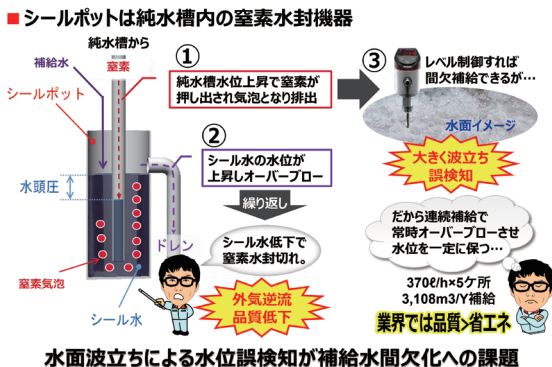 ■シールポットは純水槽内の窒素水封機器
純水槽から
窒素
補給水
シールポット
水頭圧
窒素気泡
シール水
ドレン
①
純水槽水位上昇で窒素が
押し出され気泡となり排出
②
シール水の水位が
上昇しオーバーブロー
繰り返し
シール水低下で
窒素水封切れ。
外気逆流
品質低下
③
レベル制御すれば
間欠補給できるが…
水面イメージ
大きく波立ち
誤検知
だから連続補給で
常時オーバーブローさせ
水位を一定に保つ…
370ℓ/h×5ケ所
3,108m3/Y補給
業界では品質>省エネ
水面波立ちによる水位誤検知が補給水間欠化への課題